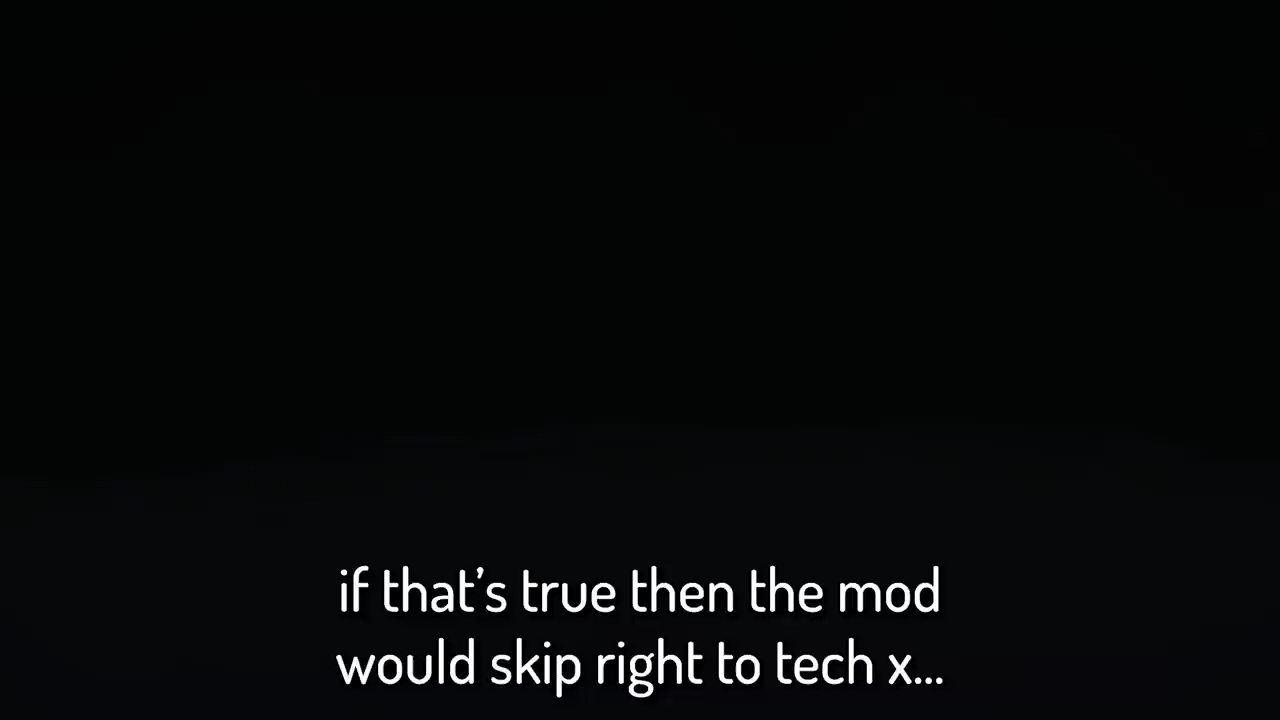 if that’s true then the mod
would skip right to tech x...